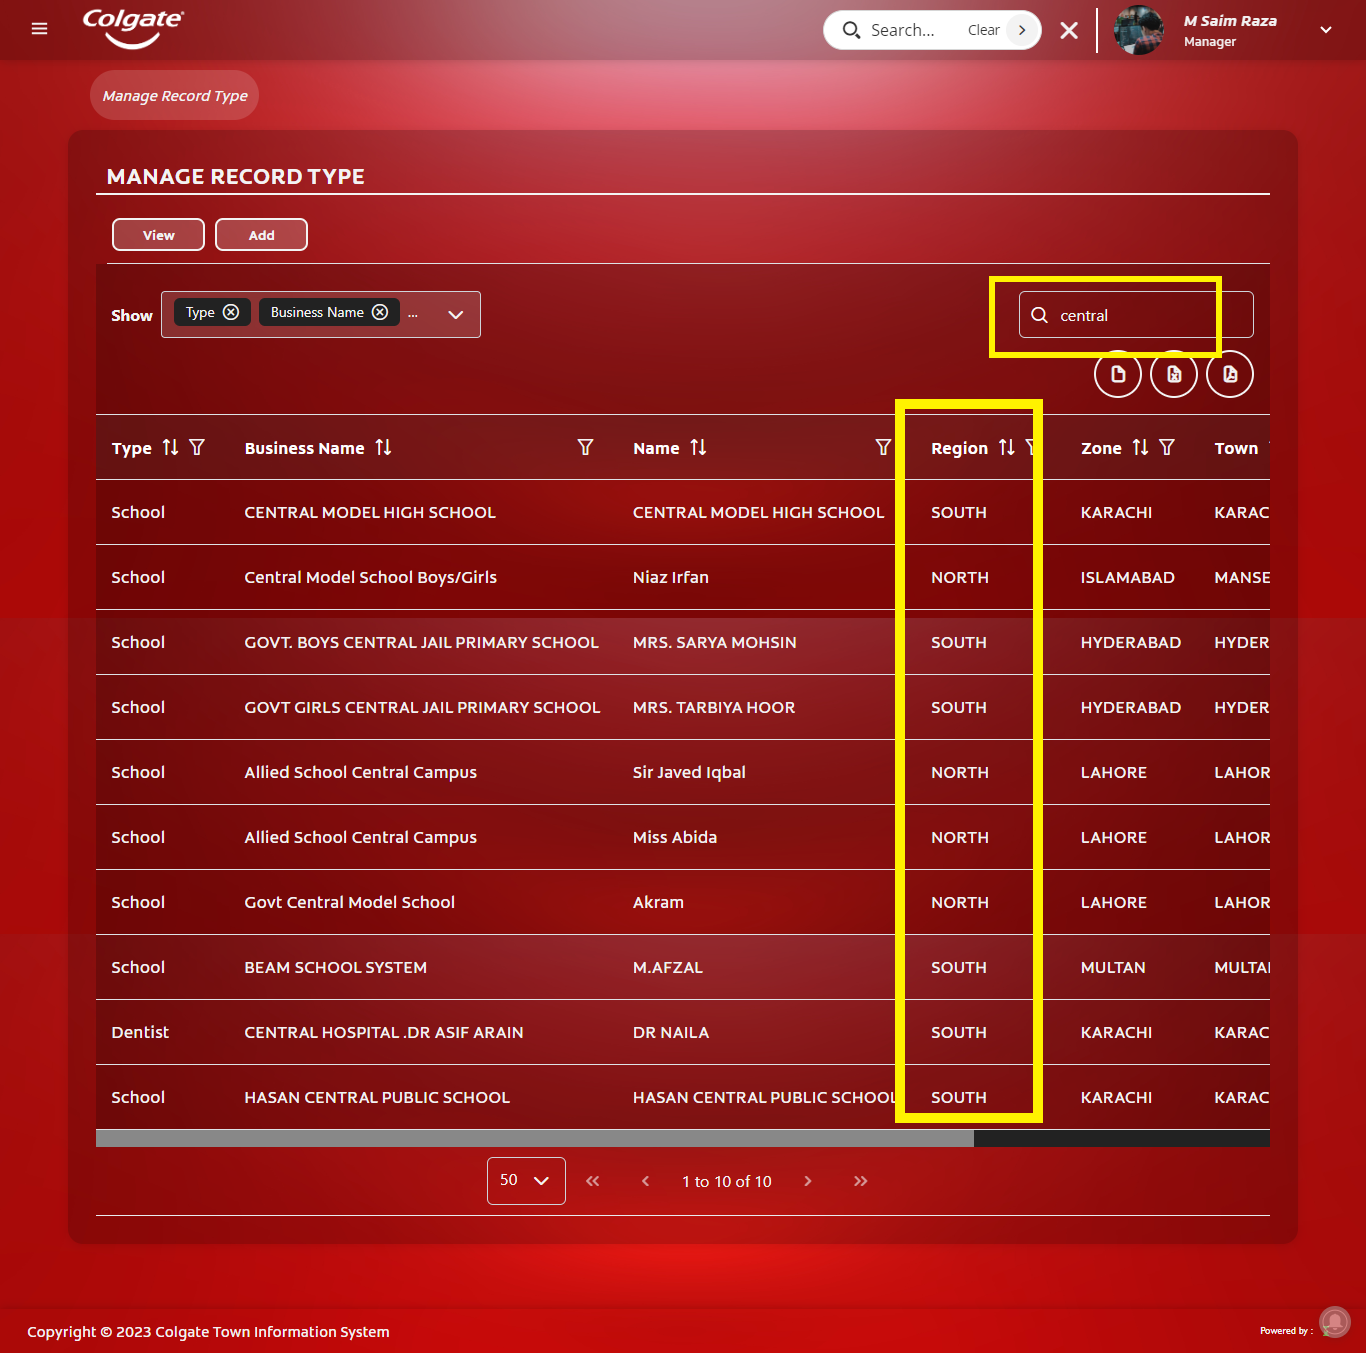 Colgate
Search... Clear
M Saim Raza
Manager
Manage Record Type
MANAGE RECORD TYPE
View Add
Show Type Business Name ... central
Type Business Name Name Region Zone Town
School CENTRAL MODEL HIGH SCHOOL CENTRAL MODEL HIGH SCHOOL SOUTH KARACHI KARAC
School Central Model School Boys/Girls Niaz Irfan NORTH ISLAMABAD MANSE
School GOVT. BOYS CENTRAL JAIL PRIMARY SCHOOL MRS. SARYA MOHSIN SOUTH HYDERABAD HYDER
School GOVT GIRLS CENTRAL JAIL PRIMARY SCHOOL MRS. TARBIYA HOOR SOUTH HYDERABAD HYDER
School Allied School Central Campus Sir Javed Iqbal NORTH LAHORE LAHOR
School Allied School Central Campus Miss Abida NORTH LAHORE LAHOR
School Govt Central Model School Akram NORTH LAHORE LAHOR
School BEAM SCHOOL SYSTEM M.AFZAL SOUTH MULTAN MULTA
Dentist CENTRAL HOSPITAL .DR ASIF ARAIN DR NAILA SOUTH KARACHI KARAC
School HASAN CENTRAL PUBLIC SCHOOL HASAN CENTRAL PUBLIC SCHOOL SOUTH KARACHI KARAC
50 « ‹ 1 to 10 of 10 › »
Copyright © 2023 Colgate Town Information System
Powered by :